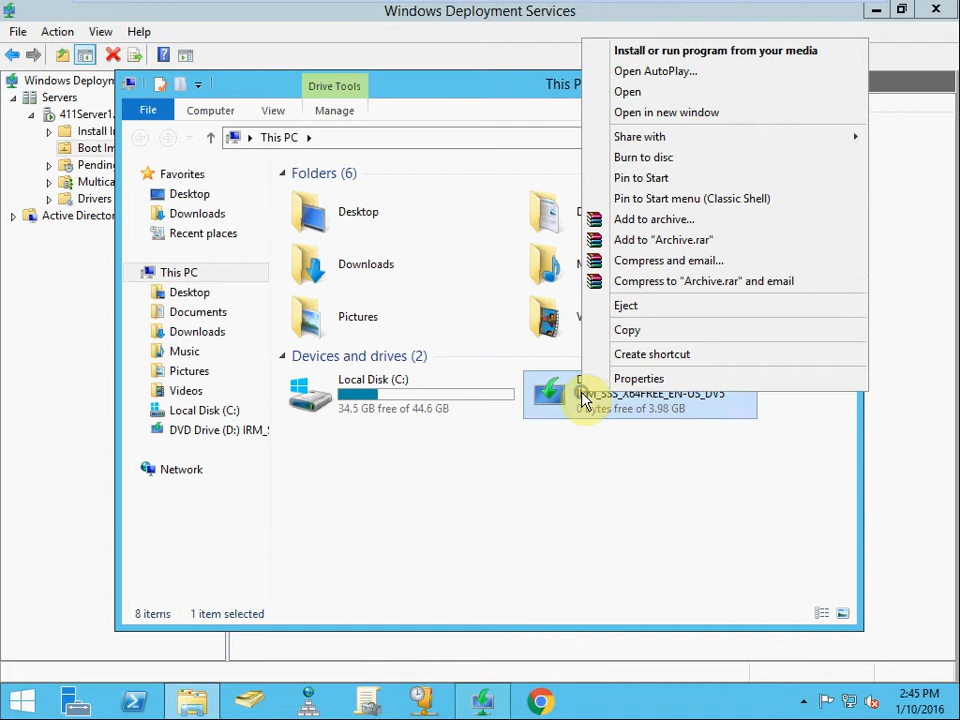 Windows Deployment Services
File Action View Help
Windows Deploym
Servers
411Server1.
Install I
Boot Im
Pending
Multica
Drivers
Active Director
Drive Tools
This P
File Computer View Manage
This PC
Favorites
Desktop
Downloads
Recent places
This PC
Desktop
Documents
Downloads
Music
Pictures
Videos
Local Disk (C:)
DVD Drive (D:) IRM_S
Network
Folders (6)
Desktop
Downloads
Pictures
Devices and drives (2)
Local Disk (C:)
34.5 GB free of 44.6 GB
IRM_SSS_X64FREE_EN-US_DV5
0 bytes free of 3.98 GB
Install or run program from your media
Open AutoPlay...
Open
Open in new window
Share with
Burn to disc
Pin to Start
Pin to Start menu (Classic Shell)
Add to archive...
Add to "Archive.rar"
Compress and email...
Compress to "Archive.rar" and email
Eject
Copy
Create shortcut
Properties
8 items 1 item selected
2:45 PM
1/10/2016